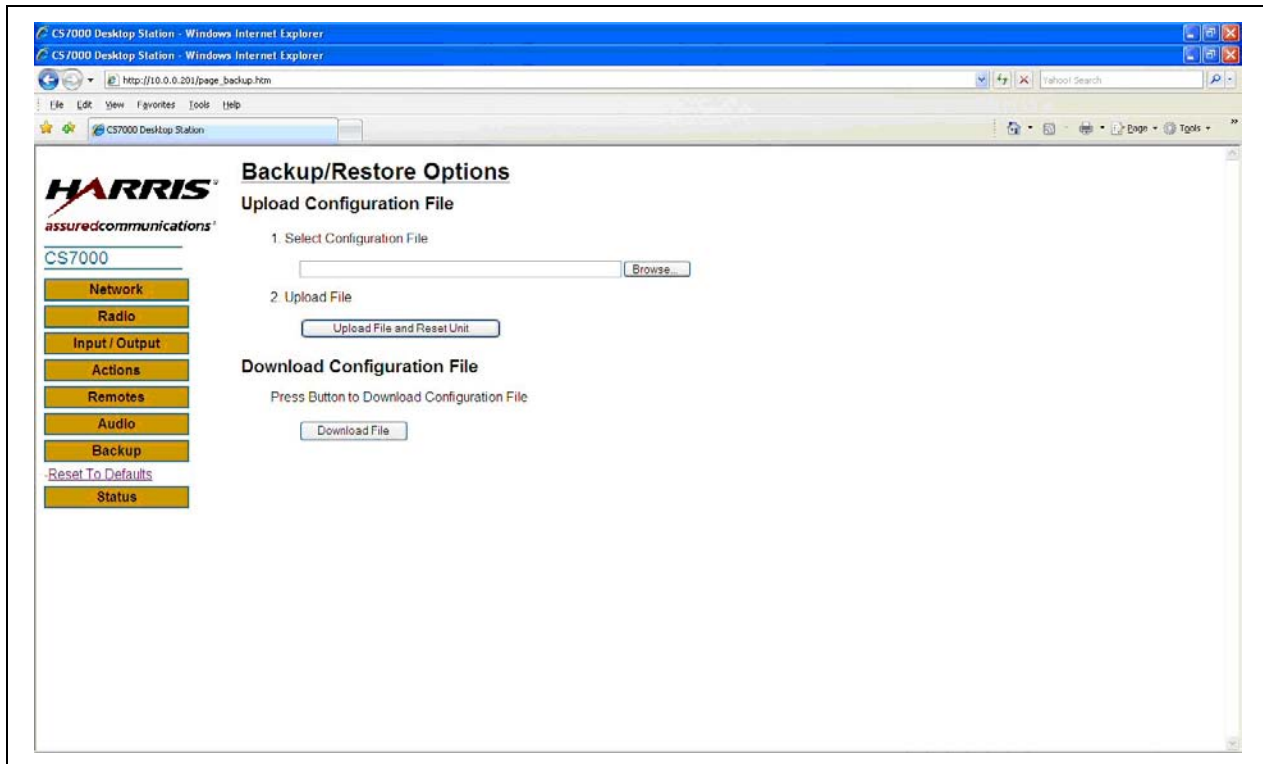 CS7000 Desktop Station - Windows Internet Explorer
CS7000 Desktop Station - Windows Internet Explorer
http://10.0.0.201/page_backup.htm
Yahoo! Search
File Edit View Favorites Tools Help
CS7000 Desktop Station
Page Tools
HARRIS
assuredcommunications
CS7000
Network
Radio
Input / Output
Actions
Remotes
Audio
Backup
-Reset To Defaults
Status
Backup/Restore Options
Upload Configuration File
1. Select Configuration File
Browse...
2. Upload File
Upload File and Reset Unit
Download Configuration File
Press Button to Download Configuration File
Download File